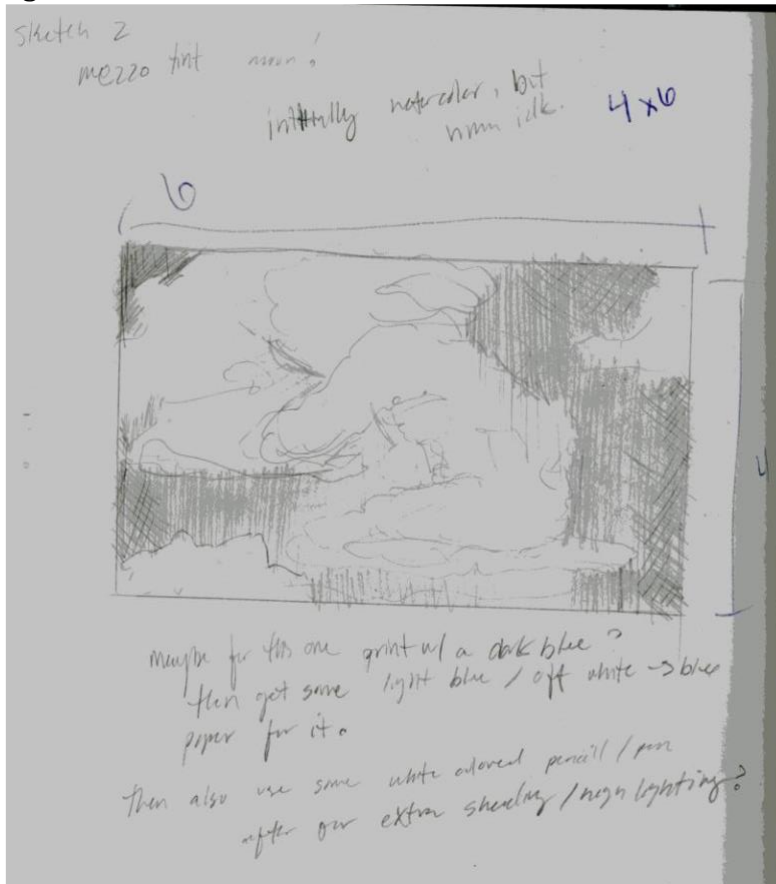 sketch 2
mezzo tint moon!
initially watercolor, but
hmm idk.
4x6
6
4
maybe for this one print w/ a dark blue?
then get some light blue / off white → blue
paper for it.
then also use some white colored pencil / pen
after for extra shading / highlighting?